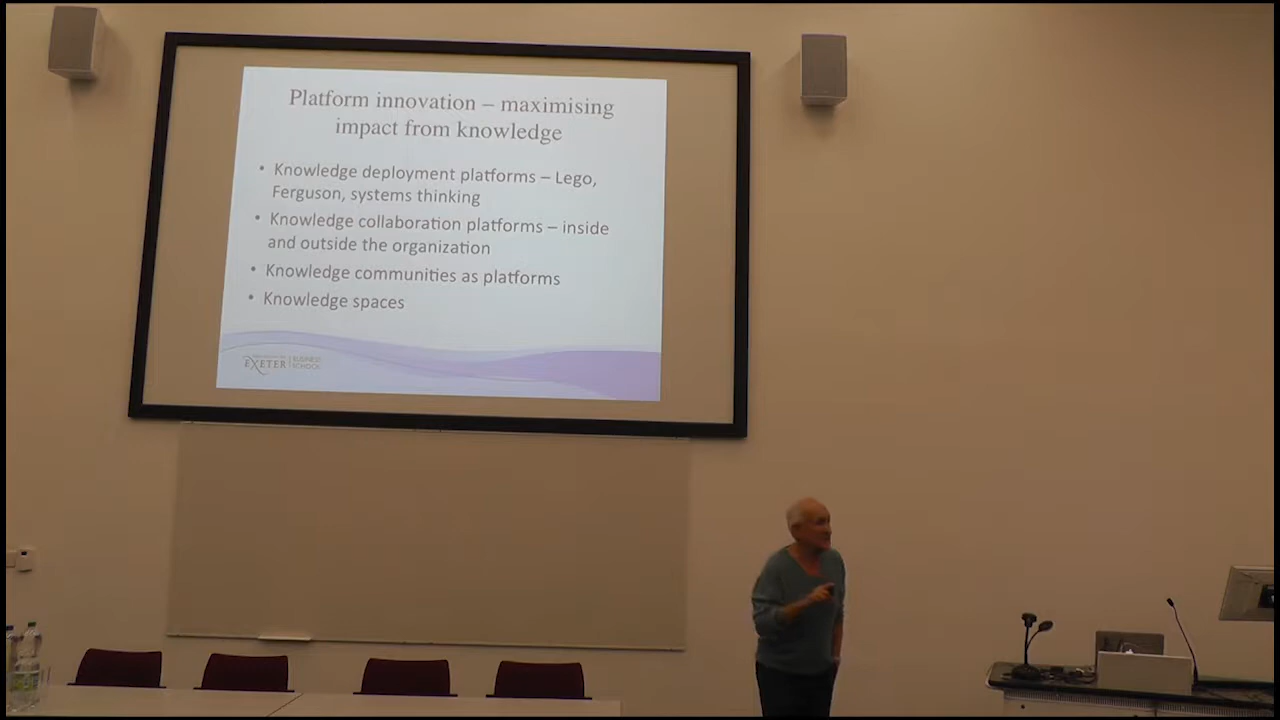 Platform innovation – maximising
impact from knowledge
• Knowledge deployment platforms – Lego,
Ferguson, systems thinking
• Knowledge collaboration platforms – inside
and outside the organization
• Knowledge communities as platforms
• Knowledge spaces
EXETER
BUSINESS
SCHOOL